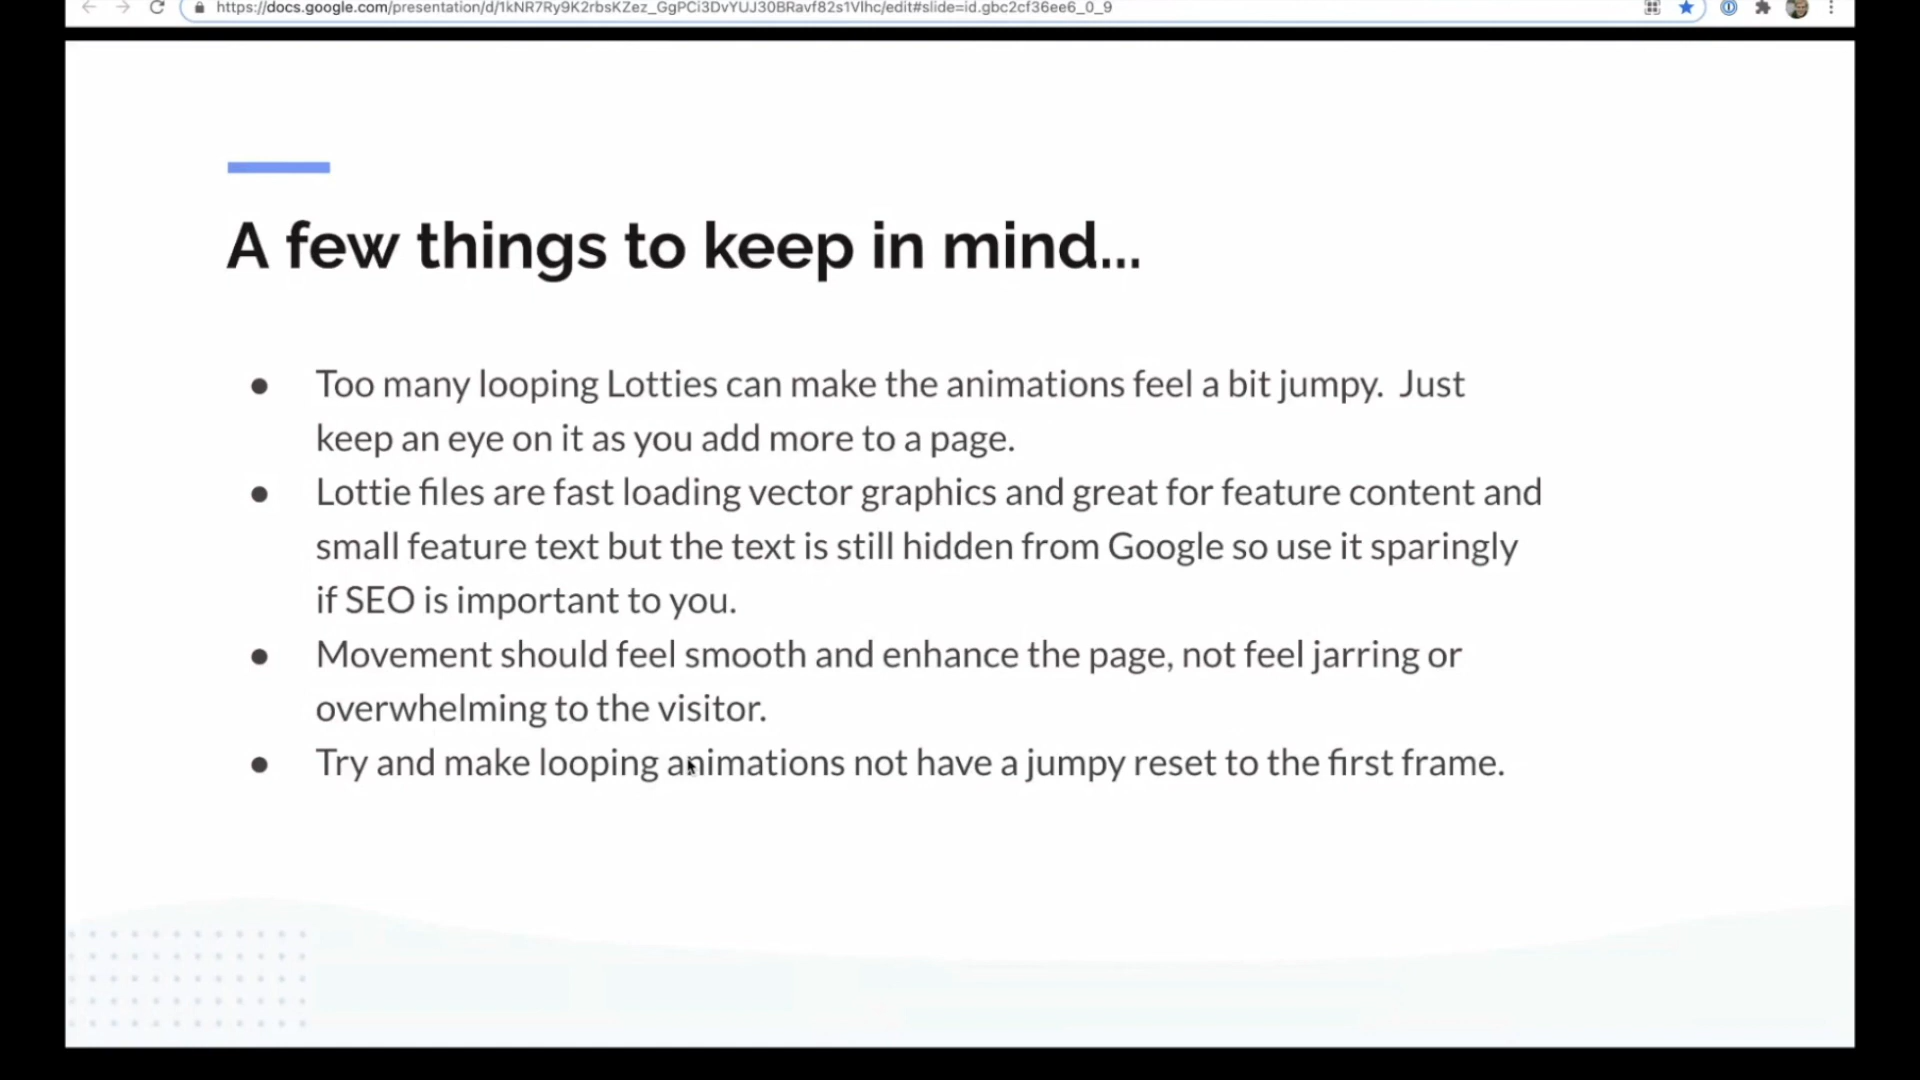 https://docs.google.com/presentation/d/1kNR7Ry9K2rbsKZez_GgPCi3DvYUJ30BRavf82s1Vlhc/edit#slide=id.gbc2cf36ee6_0_9
A few things to keep in mind...
● Too many looping Lotties can make the animations feel a bit jumpy.  Just
keep an eye on it as you add more to a page.
● Lottie files are fast loading vector graphics and great for feature content and
small feature text but the text is still hidden from Google so use it sparingly
if SEO is important to you.
● Movement should feel smooth and enhance the page, not feel jarring or
overwhelming to the visitor.
● Try and make looping animations not have a jumpy reset to the first frame.